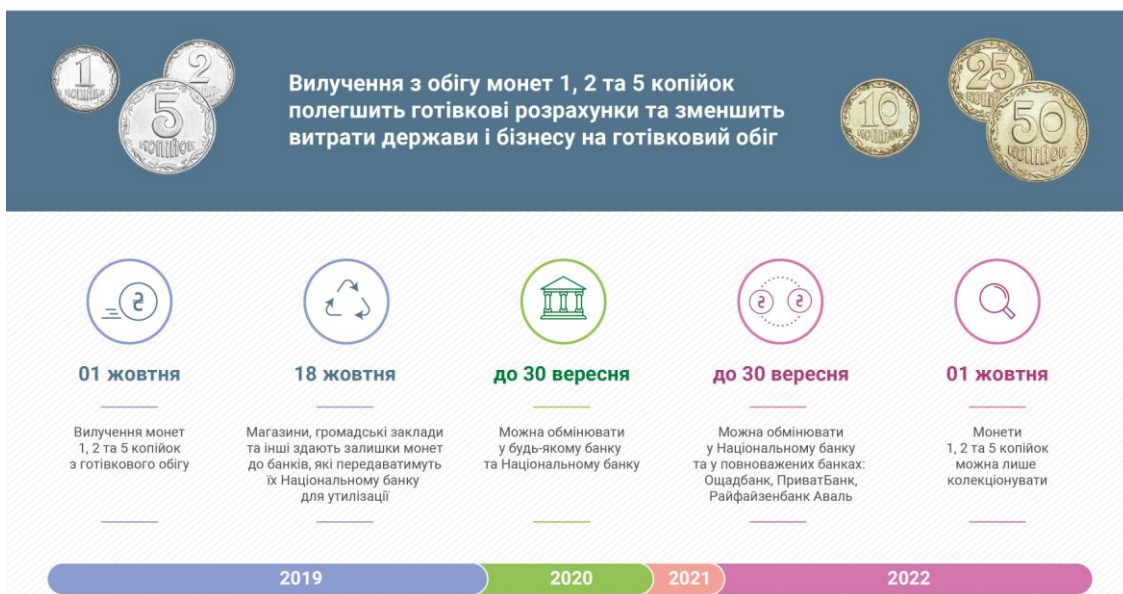 1
КОПІЙКА
2
КОПІЙКИ
5
КОПІЙОК
Вилучення з обігу монет 1, 2 та 5 копійок
полегшить готівкові розрахунки та зменшить
витрати держави і бізнесу на готівковий обіг
10
КОПІЙОК
25
КОПІЙОК
50
КОПІЙОК
01 жовтня
Вилучення монет
1, 2 та 5 копійок
з готівкового обігу
18 жовтня
Магазини, громадські заклади
та інші здають залишки монет
до банків, які передаватимуть
їх Національному банку
для утилізації
до 30 вересня
Можна обмінювати
у будь-якому банку
та Національному банку
до 30 вересня
Можна обмінювати
у Національному банку
та у повноважених банках:
Ощадбанк, ПриватБанк,
Райфайзенбанк Аваль
01 жовтня
Монети
1, 2 та 5 копійок
можна лише
колекціонувати
2019
2020
2021
2022